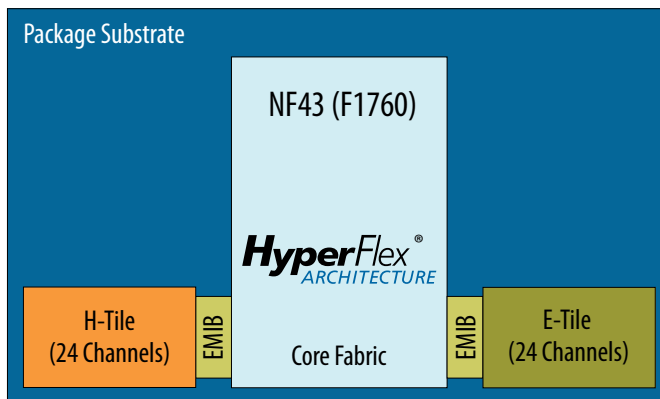 Package Substrate
NF43 (F1760)
HyperFlex®
ARCHITECTURE
H-Tile
(24 Channels)
EMIB
Core Fabric
EMIB
E-Tile
(24 Channels)